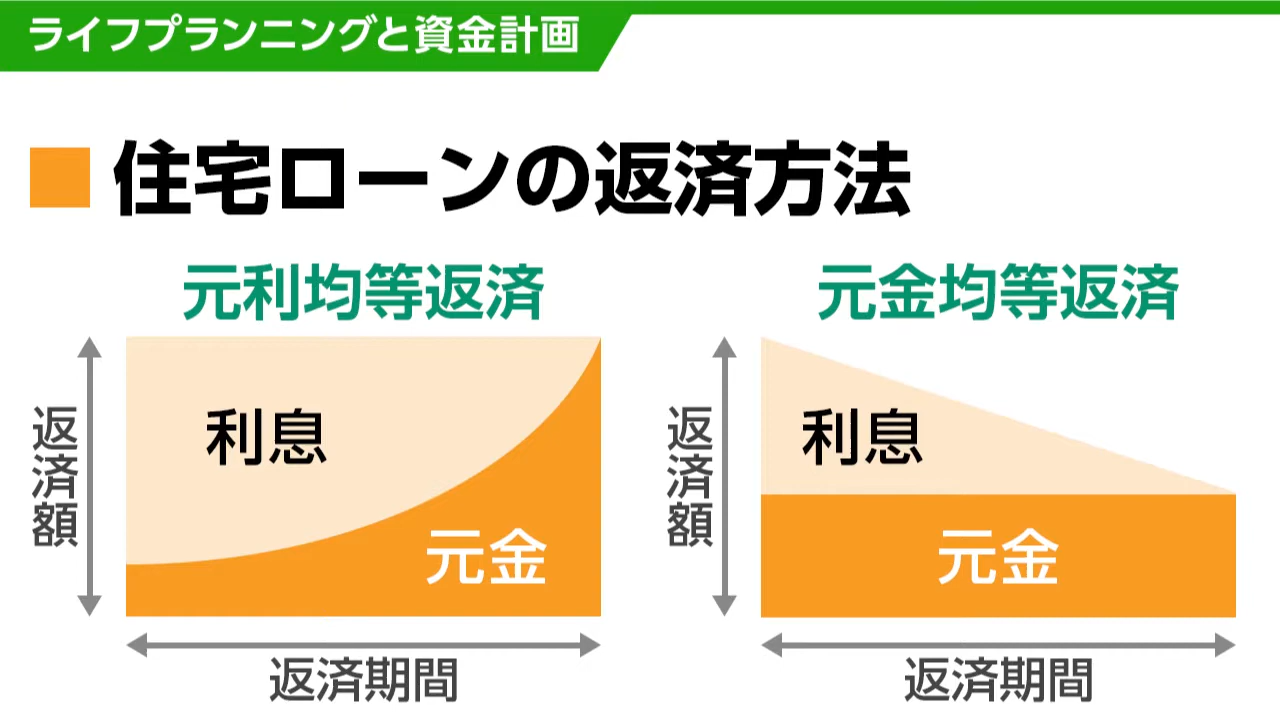 ライフプランニングと資金計画
住宅ローンの返済方法
元利均等返済
返済額
利息
元金
返済期間
元金均等返済
返済額
利息
元金
返済期間